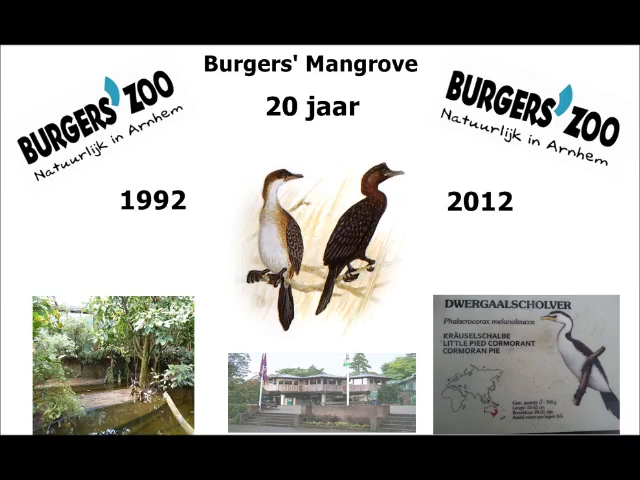 Burgers' Mangrove
BURGERS' ZOO
Natuurlijk in Arnhem
20 jaar
BURGERS' ZOO
Natuurlijk in Arnhem
1992
2012
DWERGAALSCHOLVER
Phalacrocorax melanoleucos
KRÄUSELSCHALBE
LITTLE PIED CORMORANT
CORMORAN PIE